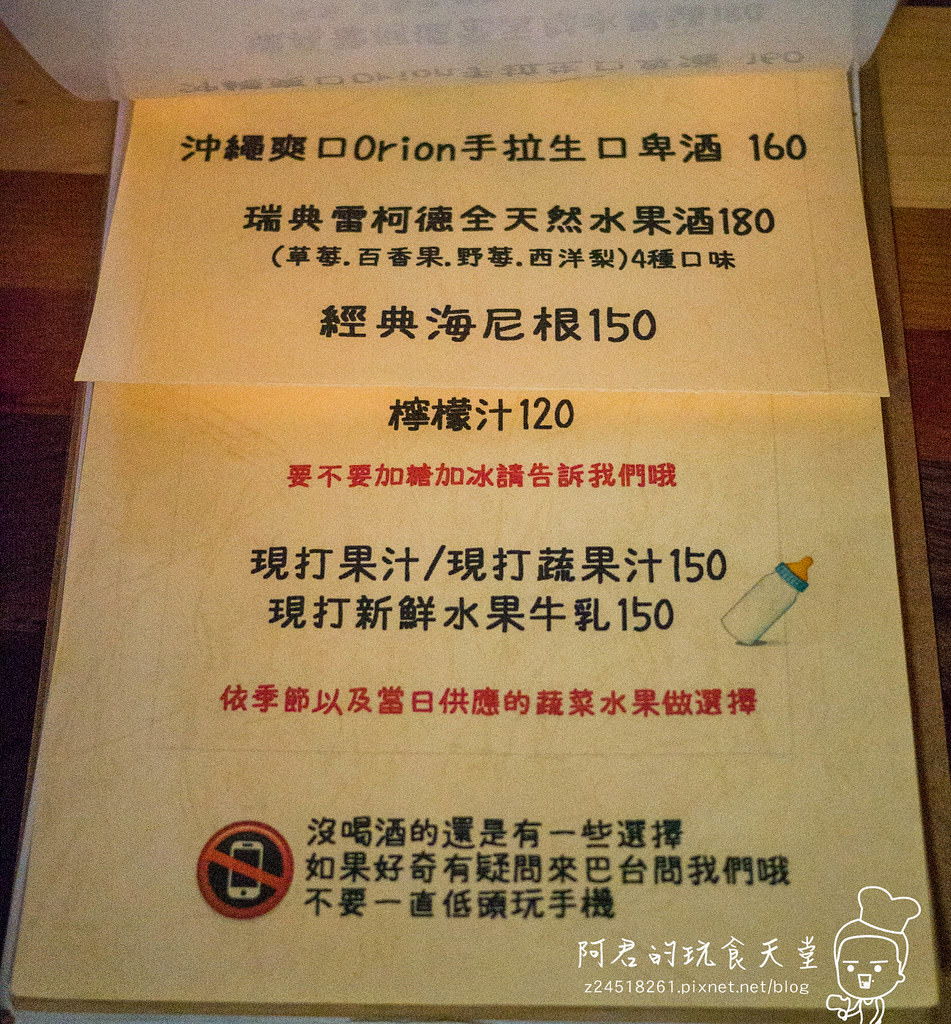 沖繩爽口Orion手拉生口卑酒 160
瑞典雷柯德全天然水果酒180
(草莓.百香果.野莓.西洋梨)4種口味
經典海尼根150
檸檬汁120
要不要加糖加冰請告訴我們哦
現打果汁/現打蔬果汁150
現打新鮮水果牛乳150
依季節以及當日供應的蔬菜水果做選擇
沒喝酒的還是有一些選擇
如果好奇有疑問來巴台問我們哦
不要一直低頭玩手機
阿君的玩食天堂
z24518261.pixnet.net/blog